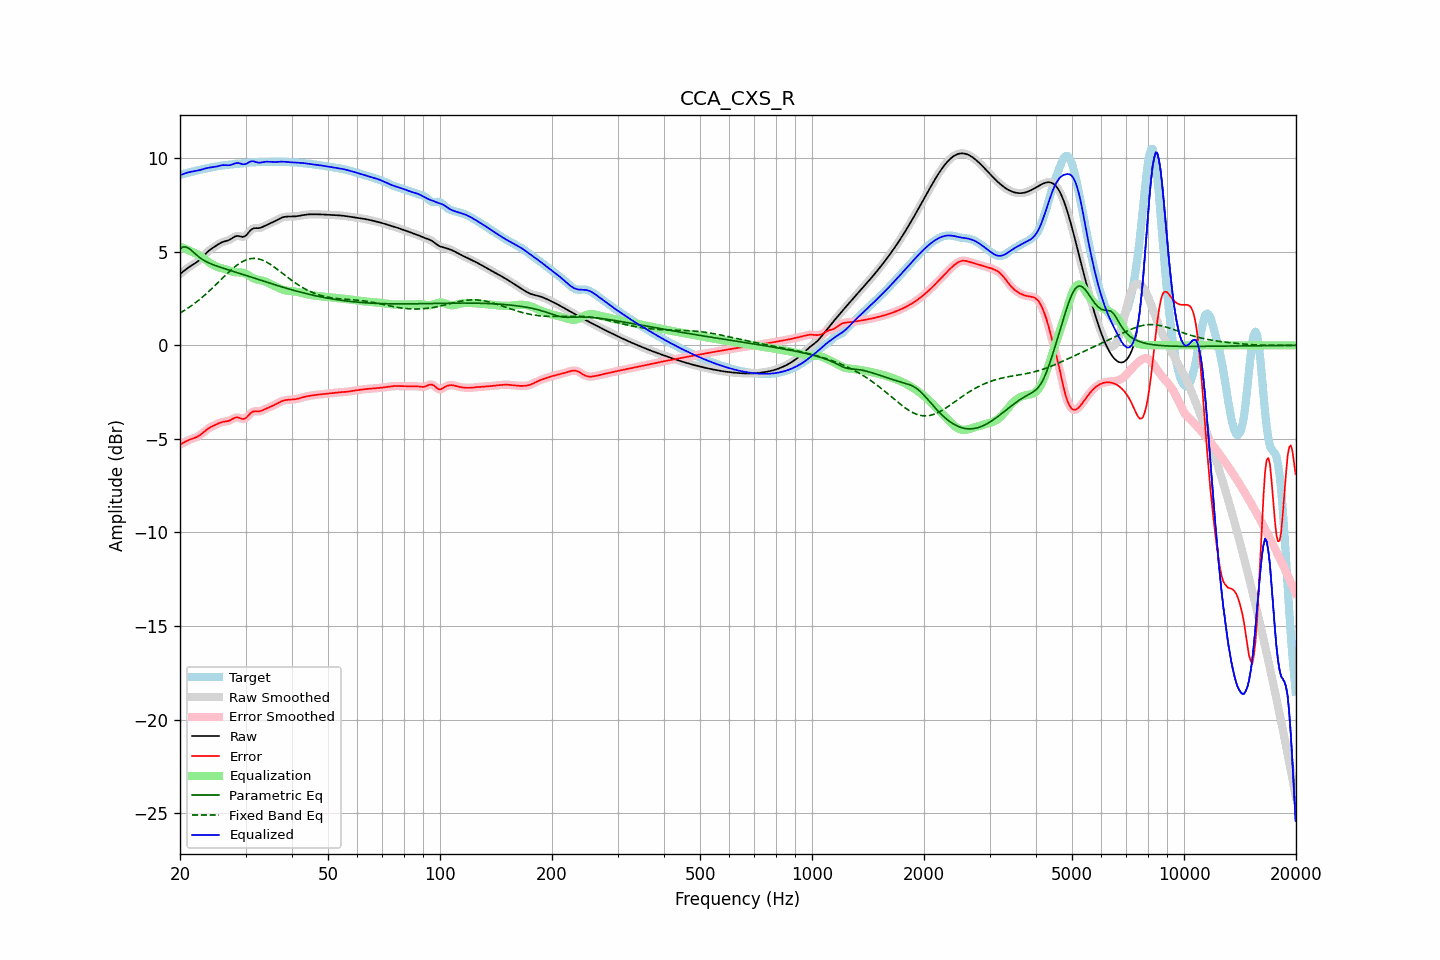 CCA_CXS_R
Amplitude (dBr)
10
5
0
−5
−10
−15
−20
−25
Target
Raw Smoothed
Error Smoothed
Raw
Error
Equalization
Parametric Eq
Fixed Band Eq
Equalized
20 50 100 200 500 1000 2000 5000 10000 20000
Frequency (Hz)